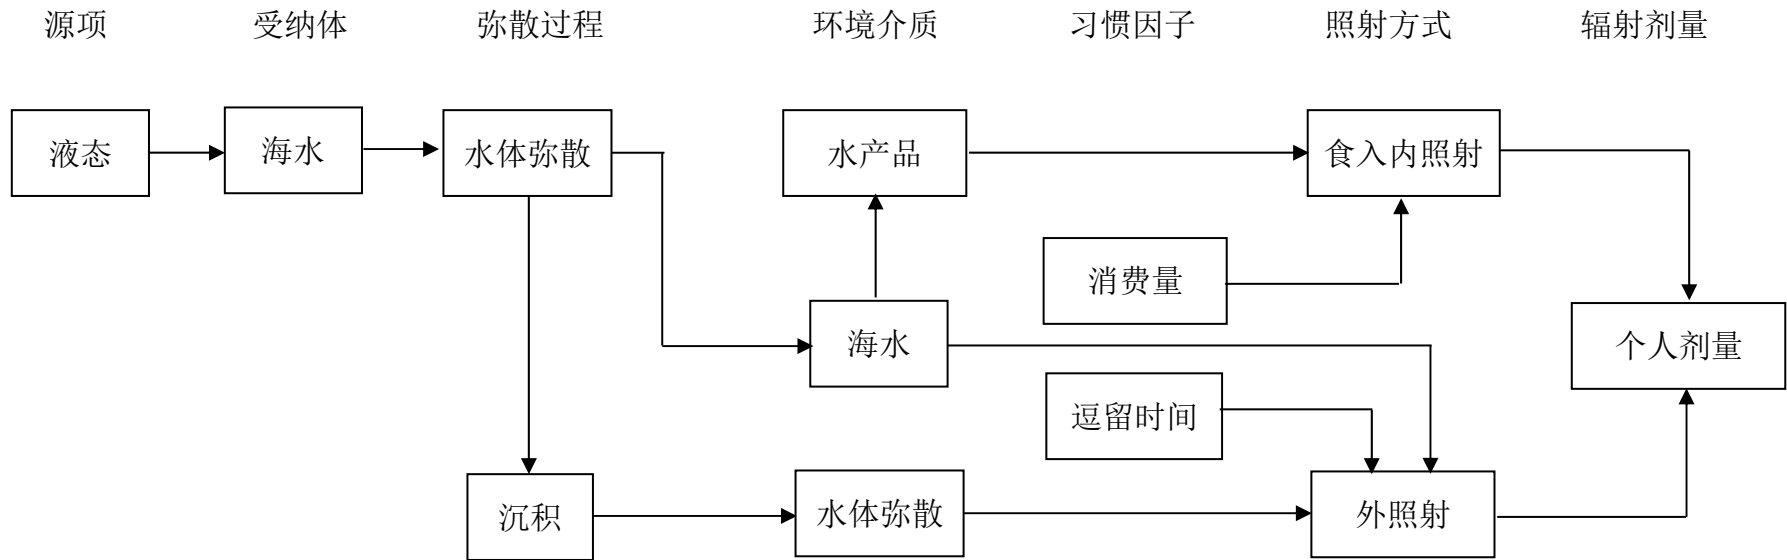 源项 受纳体 弥散过程 环境介质 习惯因子 照射方式 辐射剂量
液态 海水 水体弥散 水产品 食入内照射
消费量
海水 个人剂量
逗留时间
沉积 水体弥散 外照射